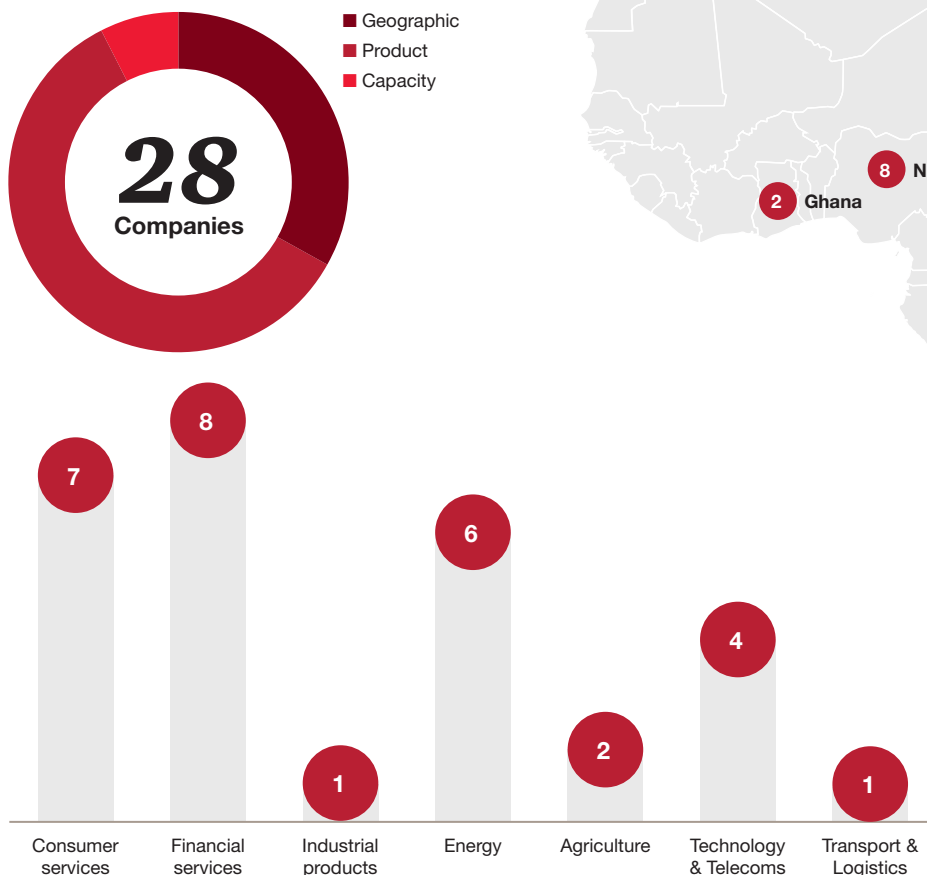 Geographic
Product
Capacity
28
Companies
8 N
2 Ghana
7
8
1
6
2
4
1
Consumer
services
Financial
services
Industrial
products
Energy
Agriculture
Technology
& Telecoms
Transport &
Logistics